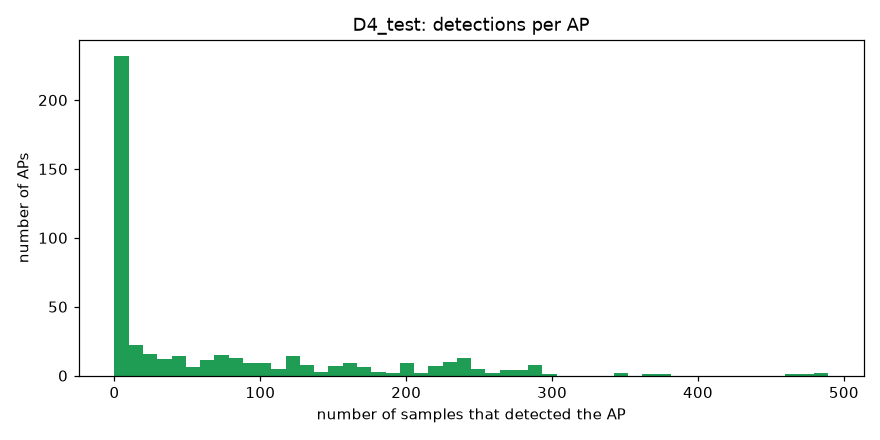 D4_test: detections per AP
number of APs
200
150
100
50
0
0 100 200 300 400 500
number of samples that detected the AP